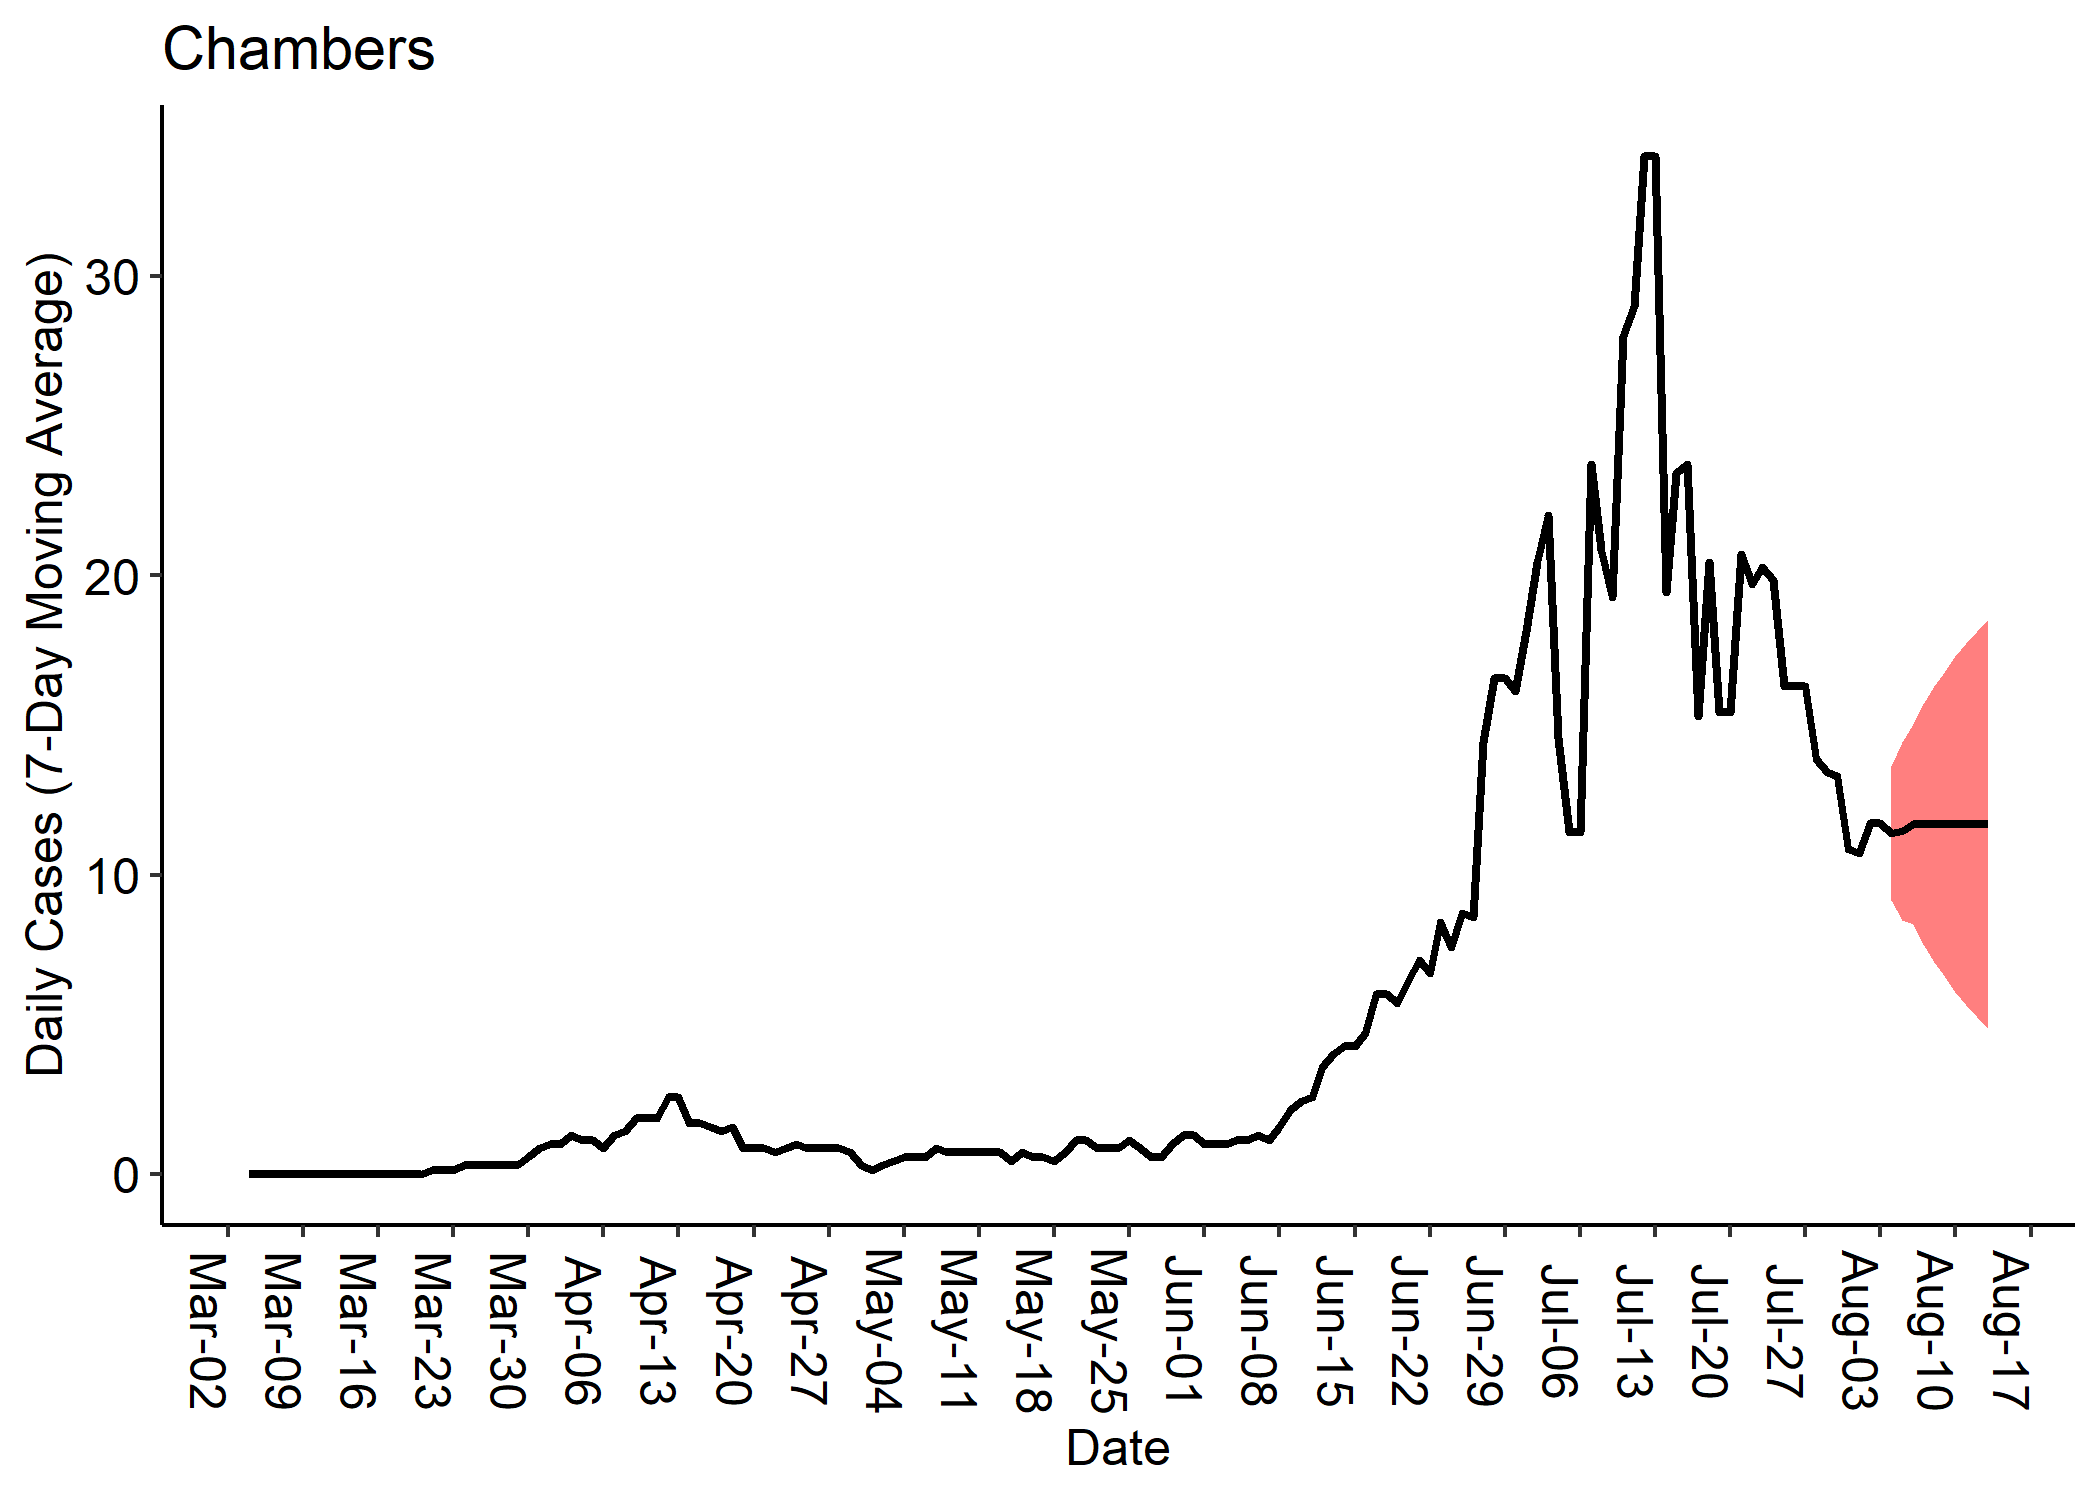 Chambers
Daily Cases (7-Day Moving Average)
30
20
10
0
Mar-02
Mar-09
Mar-16
Mar-23
Mar-30
Apr-06
Apr-13
Apr-20
Apr-27
May-04
May-11
May-18
May-25
Jun-01
Jun-08
Jun-15
Jun-22
Jun-29
Jul-06
Jul-13
Jul-20
Jul-27
Aug-03
Aug-10
Aug-17
Date